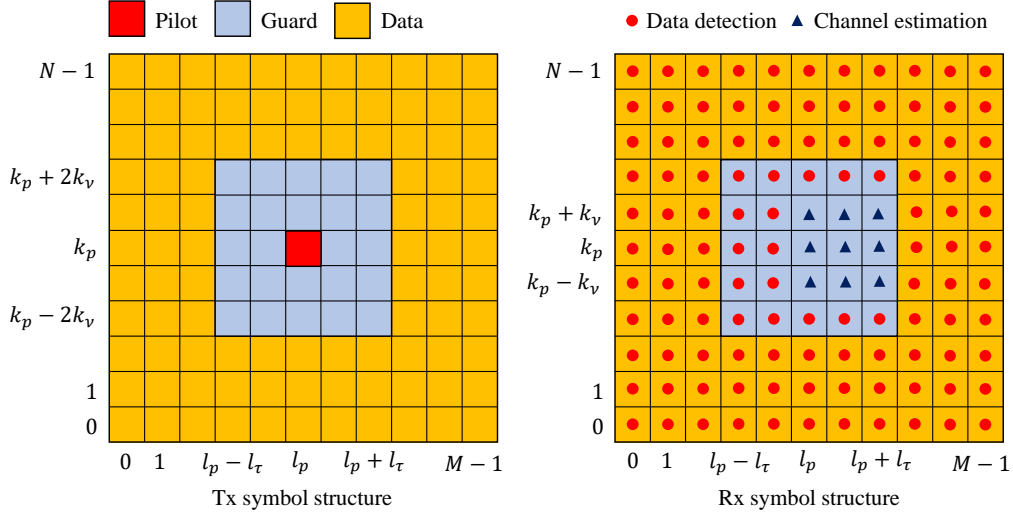 Pilot Guard Data
Data detection Channel estimation
N − 1
k_p + 2k_ν
k_p
k_p − 2k_ν
1
0
0 1 l_p − l_τ l_p l_p + l_τ M − 1
Tx symbol structure
N − 1
k_p + k_ν
k_p
k_p − k_ν
1
0
0 1 l_p − l_τ l_p l_p + l_τ M − 1
Rx symbol structure